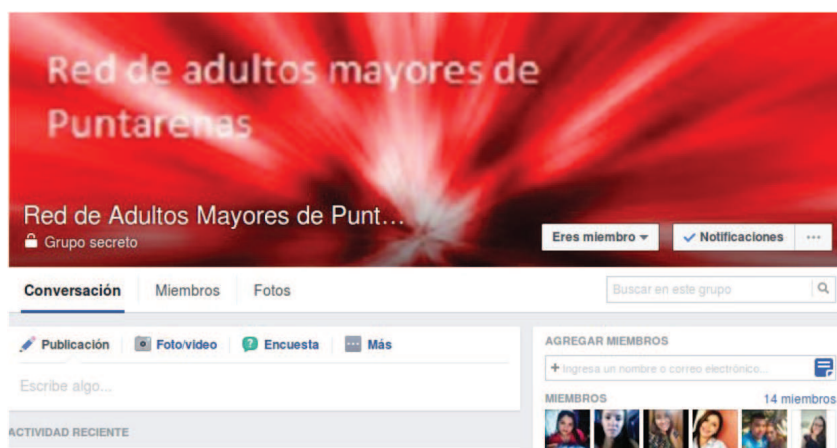 Red de adultos mayores de
Puntarenas
Red de Adultos Mayores de Punt...
Grupo secreto
Eres miembro
Notificaciones
Conversación Miembros Fotos
Buscar en este grupo
Publicación Foto/video Encuesta Más
Escribe algo...
ACTIVIDAD RECIENTE
AGREGAR MIEMBROS
+ Ingresa un nombre o correo electrónico...
MIEMBROS 14 miembros